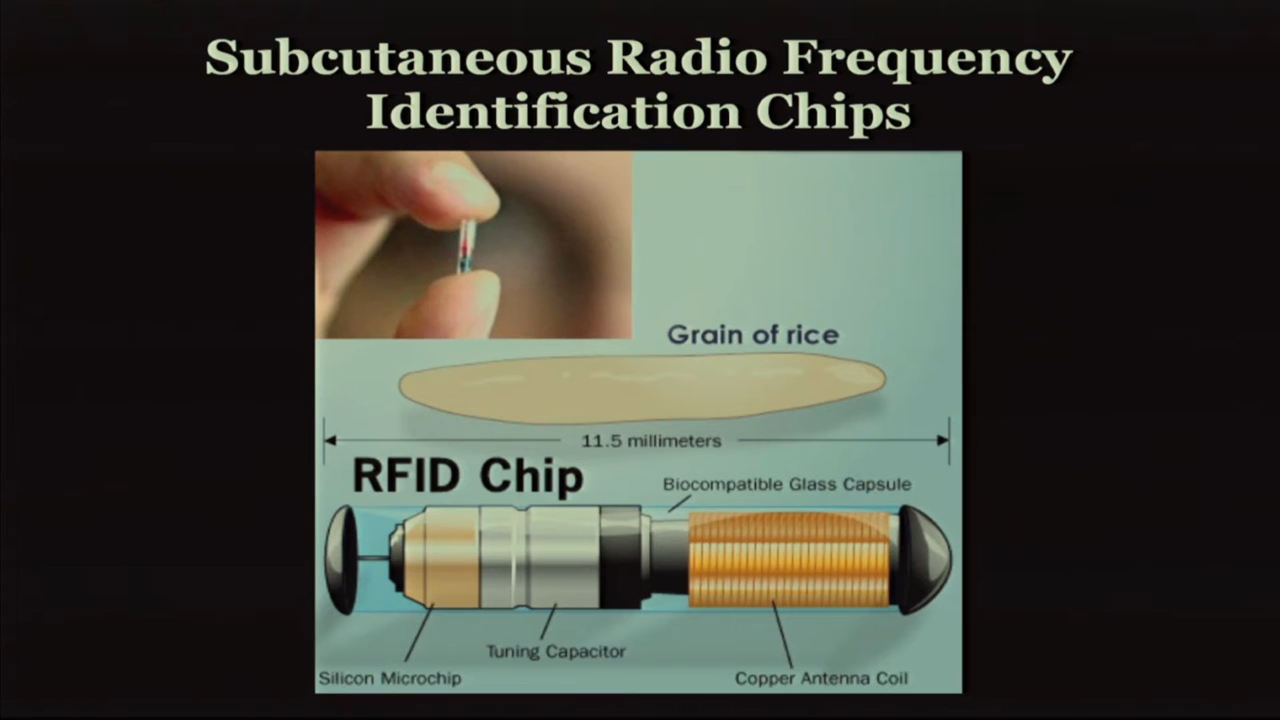 Subcutaneous Radio Frequency
Identification Chips
Grain of rice
11.5 millimeters
RFID Chip
Biocompatible Glass Capsule
Tuning Capacitor
Silicon Microchip
Copper Antenna Coil